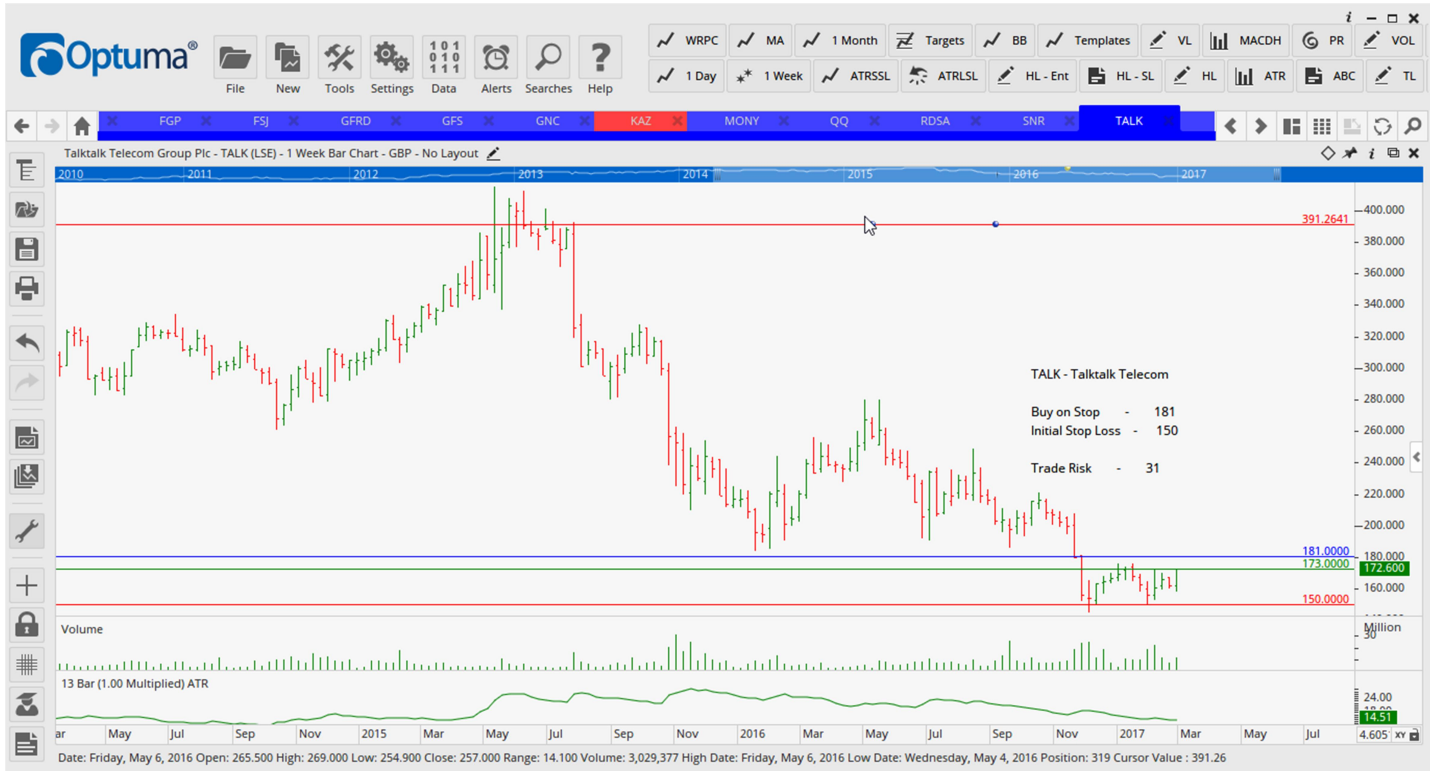 Optuma®
File
New
Tools
Settings
101 010 111
Data
Alerts
Searches
?
Help
WRPC
MA
1 Month
Targets
BB
Templates
VL
MACDH
PR
VOL
1 Day
1 Week
ATRSSL
ATRLSL
HL - Ent
HL - SL
HL
ATR
ABC
TL
FGP
FSJ
GFRD
GFS
GNC
KAZ
MONY
QQ
RDSA
SNR
TALK
Talktalk Telecom Group Plc - TALK (LSE) - 1 Week Bar Chart - GBP - No Layout
2010 2011 2012 2013 2014 2015 2016 2017
391.2641
400.000
380.000
360.000
340.000
320.000
300.000
280.000
260.000
240.000
220.000
200.000
180.000
160.000
TALK - Talktalk Telecom
Buy on Stop - 181
Initial Stop Loss - 150
Trade Risk - 31
181.0000
173.0000
172.600
150.0000
Volume
Million
30
13 Bar (1.00 Multiplied) ATR
24.00
14.51
May Jul Sep Nov 2015 Mar May Jul Sep Nov 2016 Mar May Jul Sep Nov 2017 Mar May Jul
4.605
XY
Date: Friday, May 6, 2016 Open: 265.500 High: 269.000 Low: 254.900 Close: 257.000 Range: 14.100 Volume: 3,029,377 High Date: Friday, May 6, 2016 Low Date: Wednesday, May 4, 2016 Position: 319 Cursor Value : 391.26